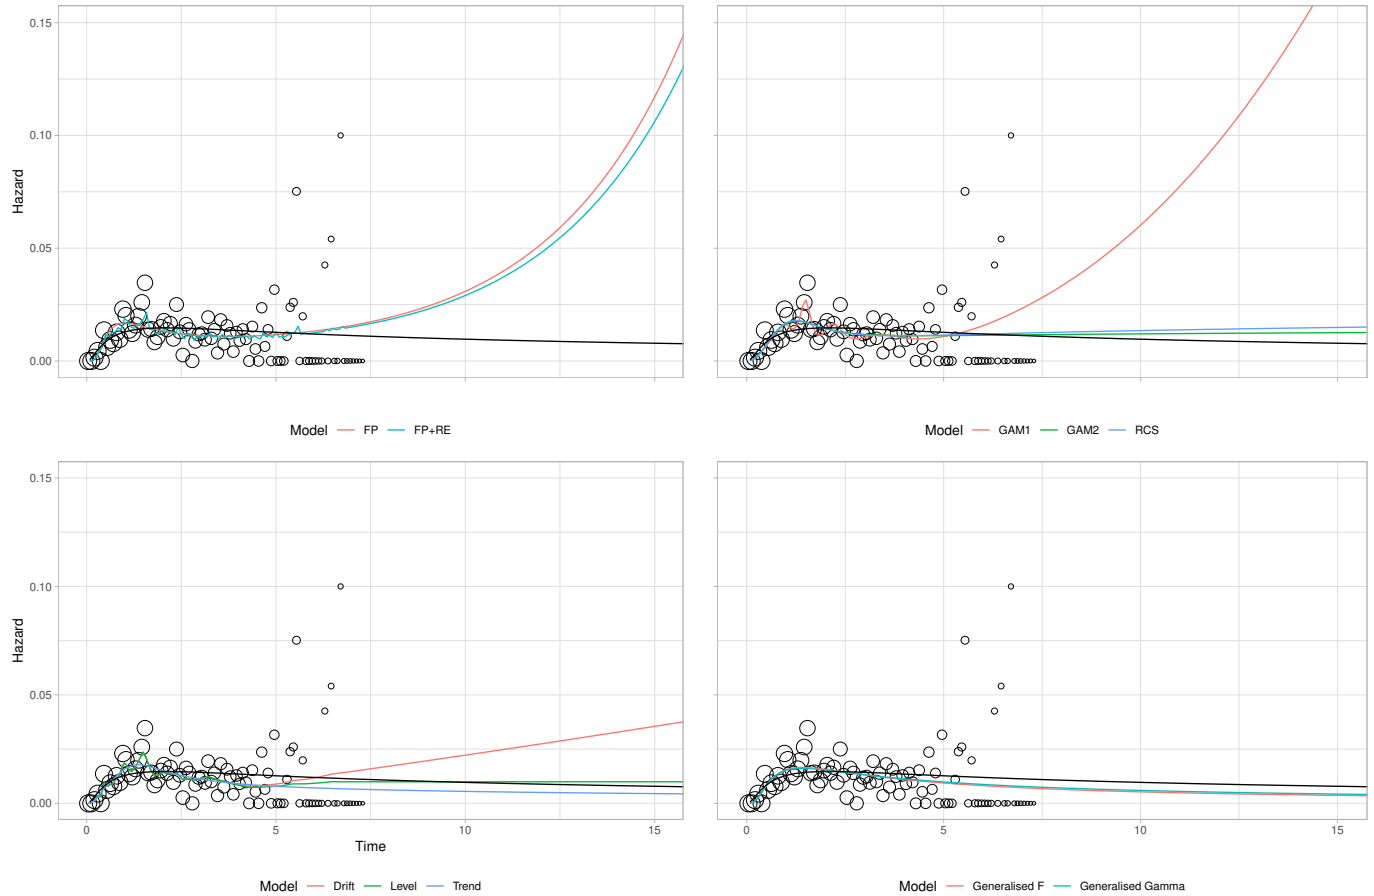 0.15
0.10
0.05
0.00
Hazard
Model FP FP+RE
Model GAM1 GAM2 RCS
0.15
0.10
0.05
0.00
Hazard
0 5 10 15
0 5 10 15
Time
Model Drift Level Trend
Model Generalised F Generalised Gamma